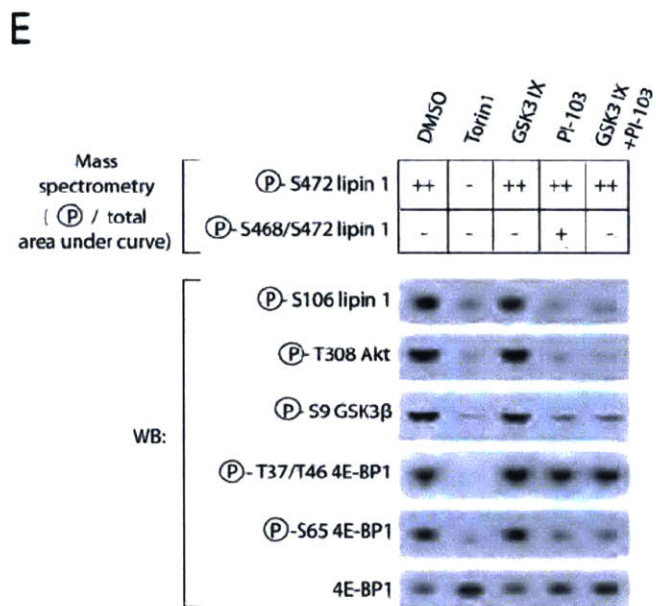 E
DMSO
Torin1
GSK3 IX
PI-103
GSK3 IX
+PI-103
Mass
spectrometry
( Ⓟ / total
area under curve)
Ⓟ- S472 lipin 1
++ - ++ ++ ++
Ⓟ- S468/S472 lipin 1
- - - + -
WB:
Ⓟ- S106 lipin 1
Ⓟ- T308 Akt
Ⓟ- S9 GSK3β
Ⓟ- T37/T46 4E-BP1
Ⓟ-S65 4E-BP1
4E-BP1